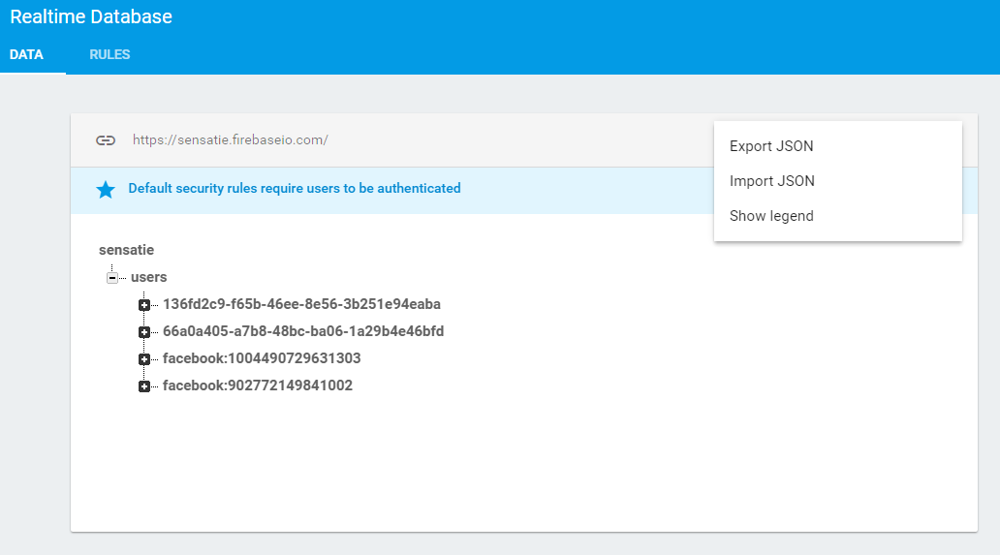 Realtime Database
DATA RULES
https://sensatie.firebaseio.com/
Export JSON
Import JSON
Show legend
Default security rules require users to be authenticated
sensatie
users
136fd2c9-f65b-46ee-8e56-3b251e94eaba
66a0a405-a7b8-48bc-ba06-1a29b4e46bfd
facebook:1004490729631303
facebook:902772149841002